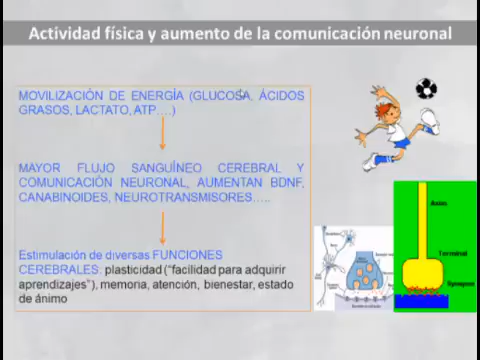 Actividad física y aumento de la comunicación neuronal
MOVILIZACIÓN DE ENERGÍA (GLUCOSA, ÁCIDOS
GRASOS, LACTATO, ATP....)
MAYOR FLUJO SANGUÍNEO CEREBRAL Y
COMUNICACIÓN NEURONAL, AUMENTAN BDNF,
CANABINOIDES, NEUROTRANSMISORES.....
Estimulación de diversas FUNCIONES
CEREBRALES: plasticidad ("facilidad para adquirir
aprendizajes"), memoria, atención, bienestar, estado
de ánimo
Axon
Terminal
Synapse